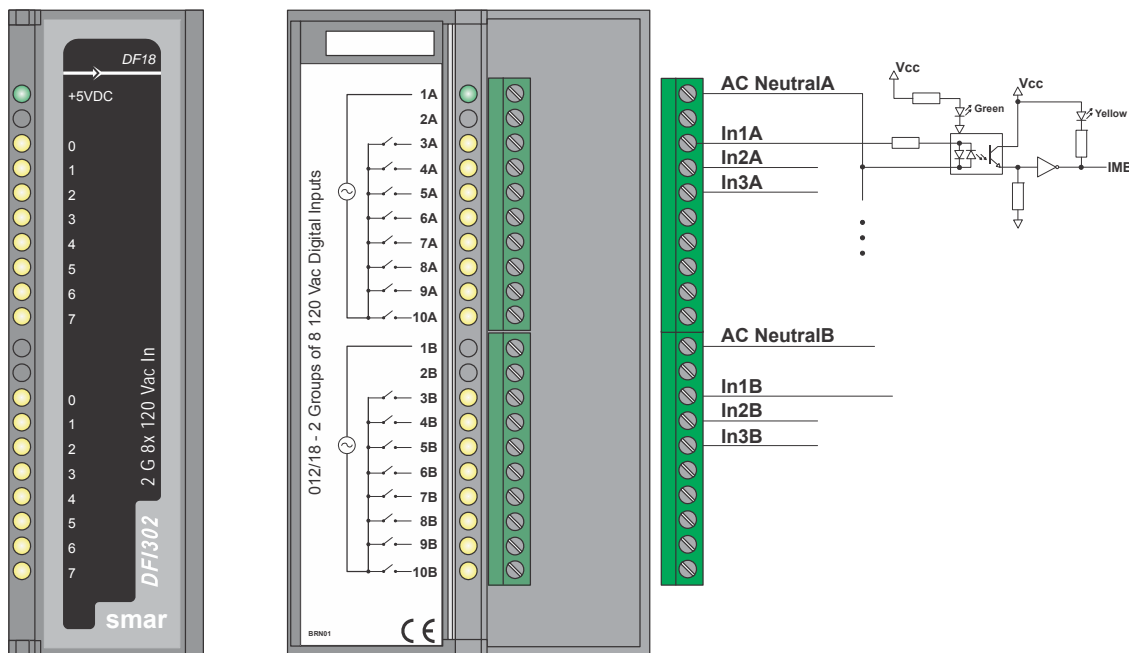 DF18
+5VDC
0
1
2
3
4
5
6
7
0
1
2
3
4
5
6
7
2 G 8x 120 Vac In
DFI302
smar
012/18 - 2 Groups of 8 120 Vac Digital Inputs
1A
2A
3A
4A
5A
6A
7A
8A
9A
10A
1B
2B
3B
4B
5B
6B
7B
8B
9B
10B
BRN01
CE
AC NeutralA
In1A
In2A
In3A
AC NeutralB
In1B
In2B
In3B
Vcc
Green
Vcc
Yellow
IMB